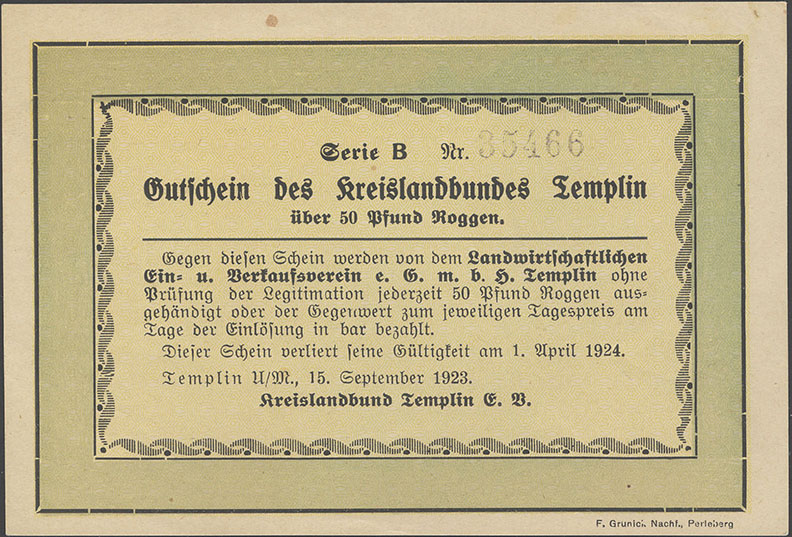 Serie B Nr. 35466
Gutschein des Kreislandbundes Templin
über 50 Pfund Roggen.
Gegen diesen Schein werden von dem Landwirtschaftlichen
Ein- u. Verkaufsverein e. G. m. b. H. Templin ohne
Prüfung der Legitimation jederzeit 50 Pfund Roggen aus-
gehändigt oder der Gegenwert zum jeweiligen Tagespreis am
Tage der Einlösung in bar bezahlt.
Dieser Schein verliert seine Gültigkeit am 1. April 1924.
Templin U/M., 15. September 1923.
Kreislandbund Templin E. V.
F. Grunick Nachf., Perleberg